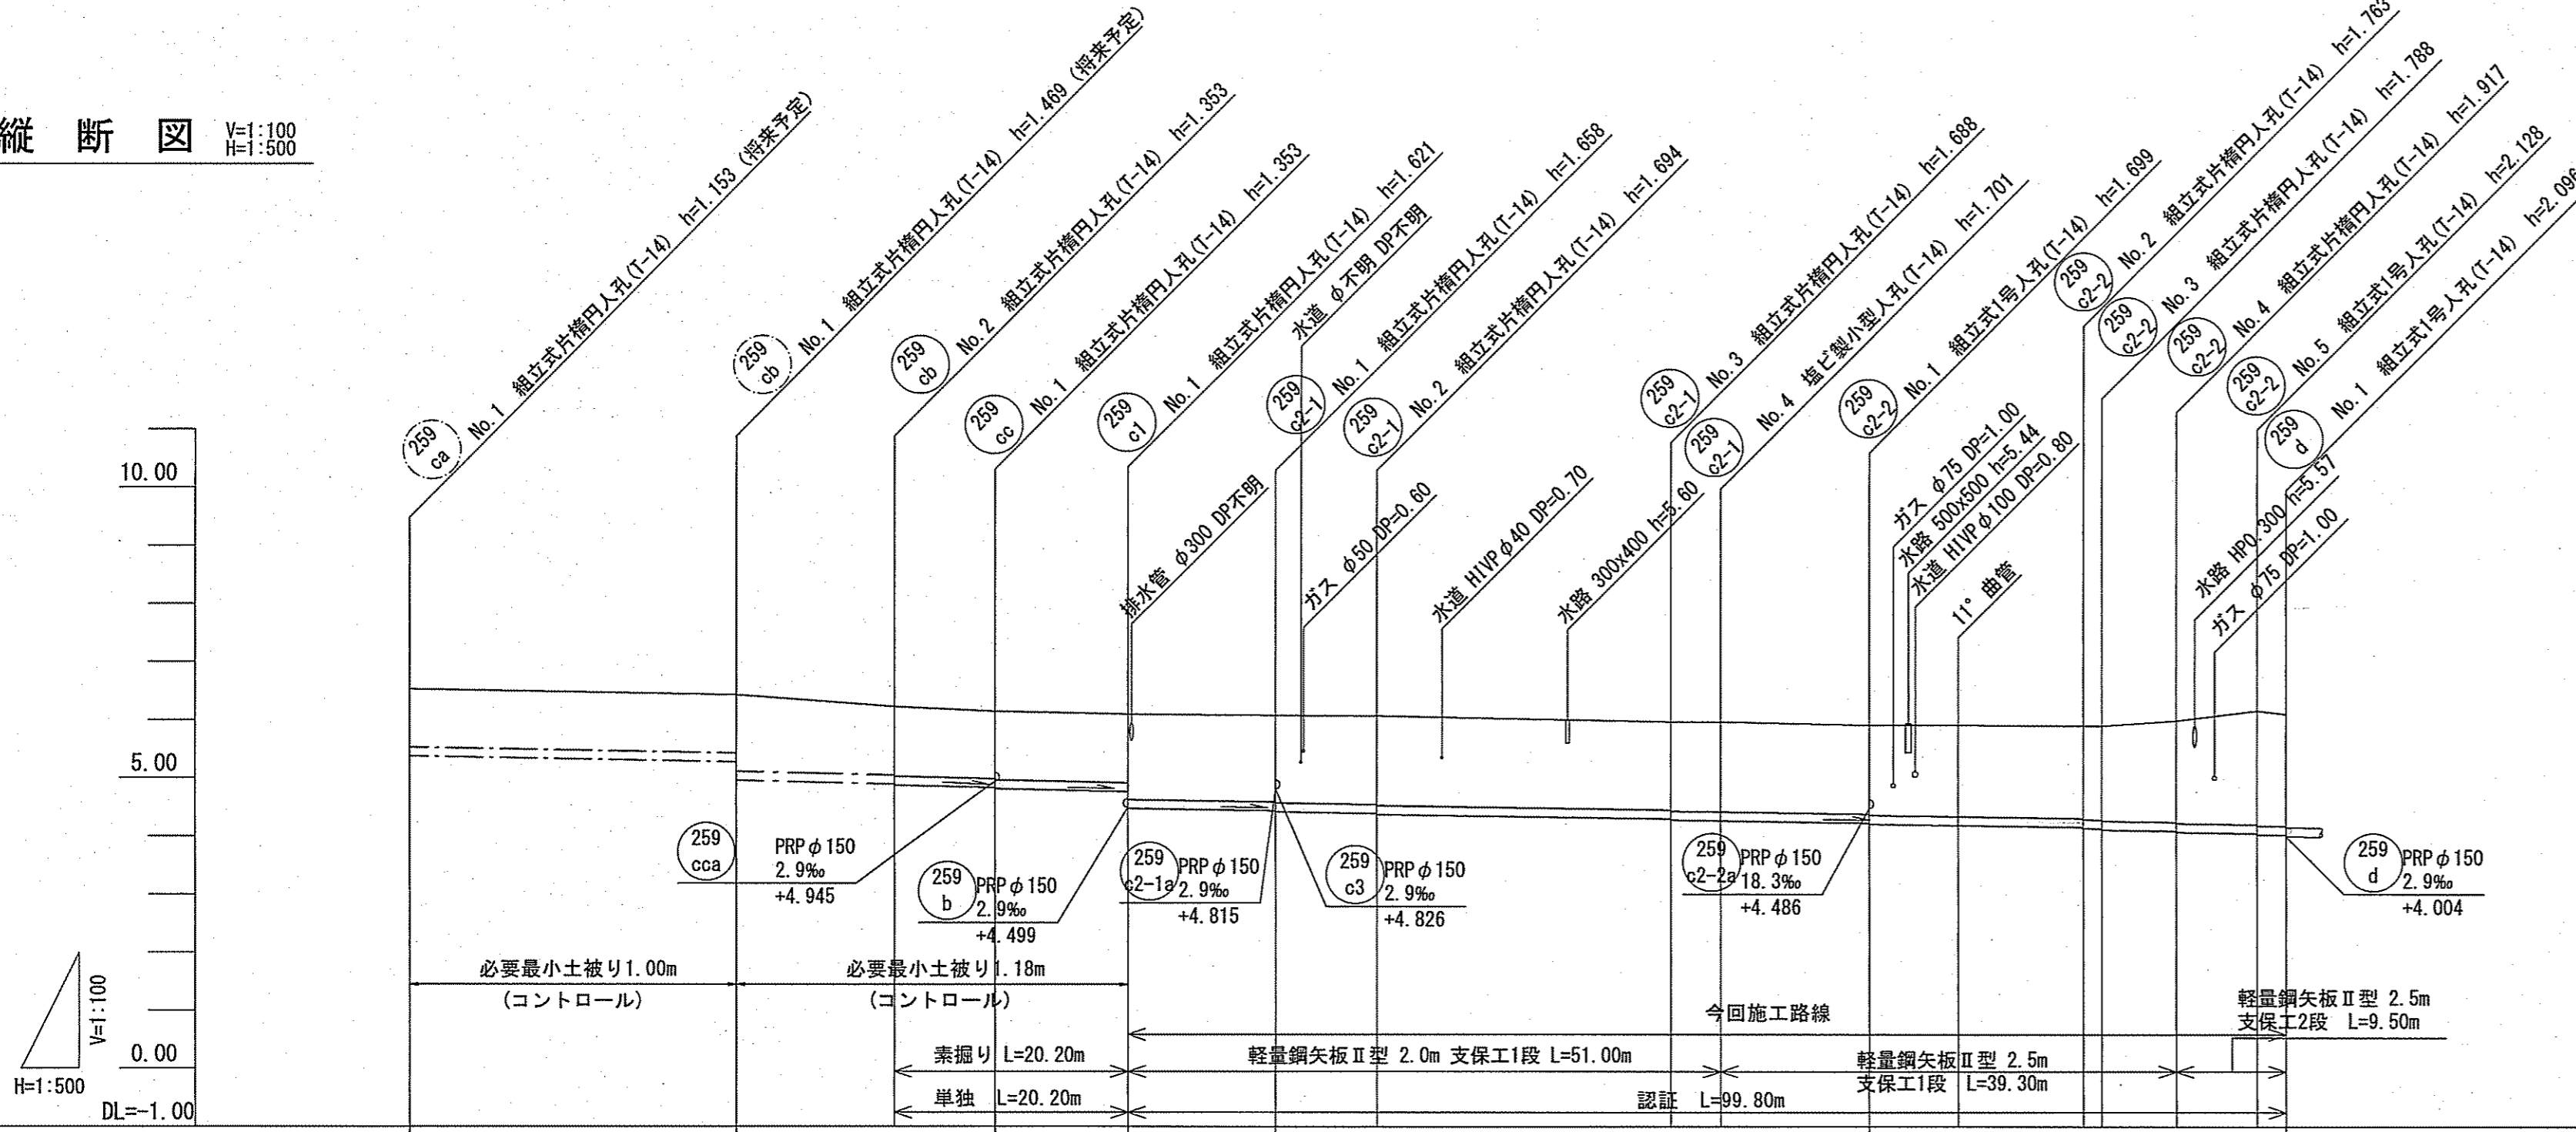 縦 断 図 V=1:100
H=1:500
259 ca No.1 組立式片楕円人孔(T-14) h=1.153 (将来予定)
259 cb No.1 組立式片楕円人孔(T-14) h=1.469 (将来予定)
259 cb No.2 組立式片楕円人孔(T-14) h=1.353
259 cc No.1 組立式片楕円人孔(T-14) h=1.353
259 c1 No.1 組立式片楕円人孔(T-14) h=1.621
水道 φ不明 DP不明
259 c2-1 No.1 組立式片楕円人孔(T-14) h=1.658
259 c2-1 No.2 組立式片楕円人孔(T-14) h=1.694
259 c2-1 No.3 組立式片楕円人孔(T-14) h=1.688
259 c2-1 No.4 塩ビ製小型人孔(T-14) h=1.701
259 c2-2 No.1 組立式1号人孔(T-14) h=1.699
259 c2-2 No.2 組立式片楕円人孔(T-14) h=1.763
259 c2-2 No.3 組立式片楕円人孔(T-14) h=1.788
259 c2-2 No.4 組立式片楕円人孔(T-14) h=1.917
259 c2-2 No.5 組立式1号人孔(T-14) h=2.128
259 d No.1 組立式1号人孔(T-14) h=2.096
排水管 φ300 DP不明
ガス φ50 DP=0.60
水道 HIVPφ40 DP=0.70
水路 300x400 h=5.60
ガス φ75 DP=1.00
水路 500x500 h=5.44
水道 HIVPφ100 DP=0.80
11° 曲管
水路 HP0.300 h=5.57
ガス φ75 DP=1.00
10.00
5.00
0.00
DL=-1.00
V=1:100
H=1:500
259 cca PRPφ150
2.9‰
+4.945
259 b PRPφ150
2.9‰
+4.499
259 c2-1a PRPφ150
2.9‰
+4.815
259 c3 PRPφ150
2.9‰
+4.826
259 c2-2a PRPφ150
18.3‰
+4.486
259 d PRPφ150
2.9‰
+4.004
必要最小土被り1.00m
(コントロール)
必要最小土被り1.18m
(コントロール)
今回施工路線
軽量鋼矢板Ⅱ型 2.5m
支保工2段 L=9.50m
素掘り L=20.20m
軽量鋼矢板Ⅱ型 2.0m 支保工1段 L=51.00m
軽量鋼矢板Ⅱ型 2.5m
支保工1段 L=39.30m
単独 L=20.20m
認証 L=99.80m